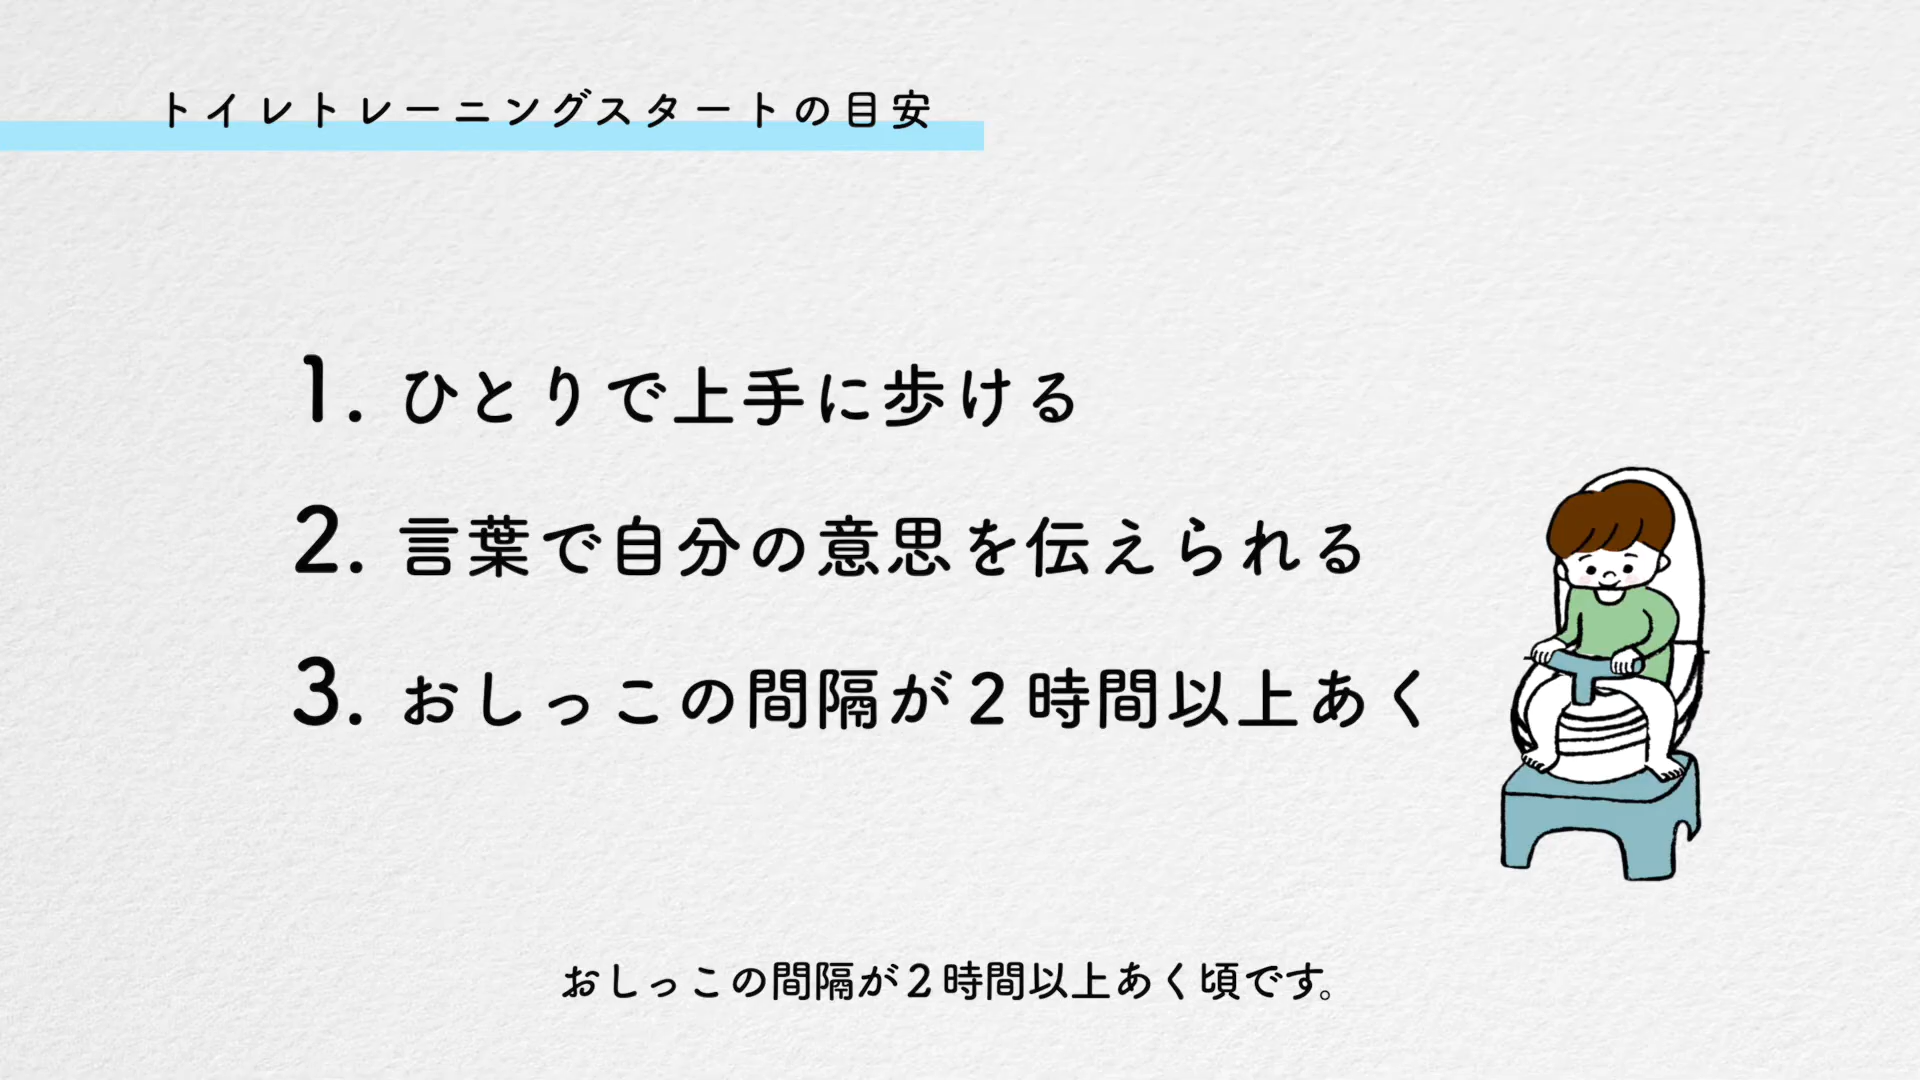 トイレトレーニングスタートの目安
1. ひとりで上手に歩ける
2. 言葉で自分の意思を伝えられる
3. おしっこの間隔が２時間以上あく
おしっこの間隔が２時間以上あく頃です。